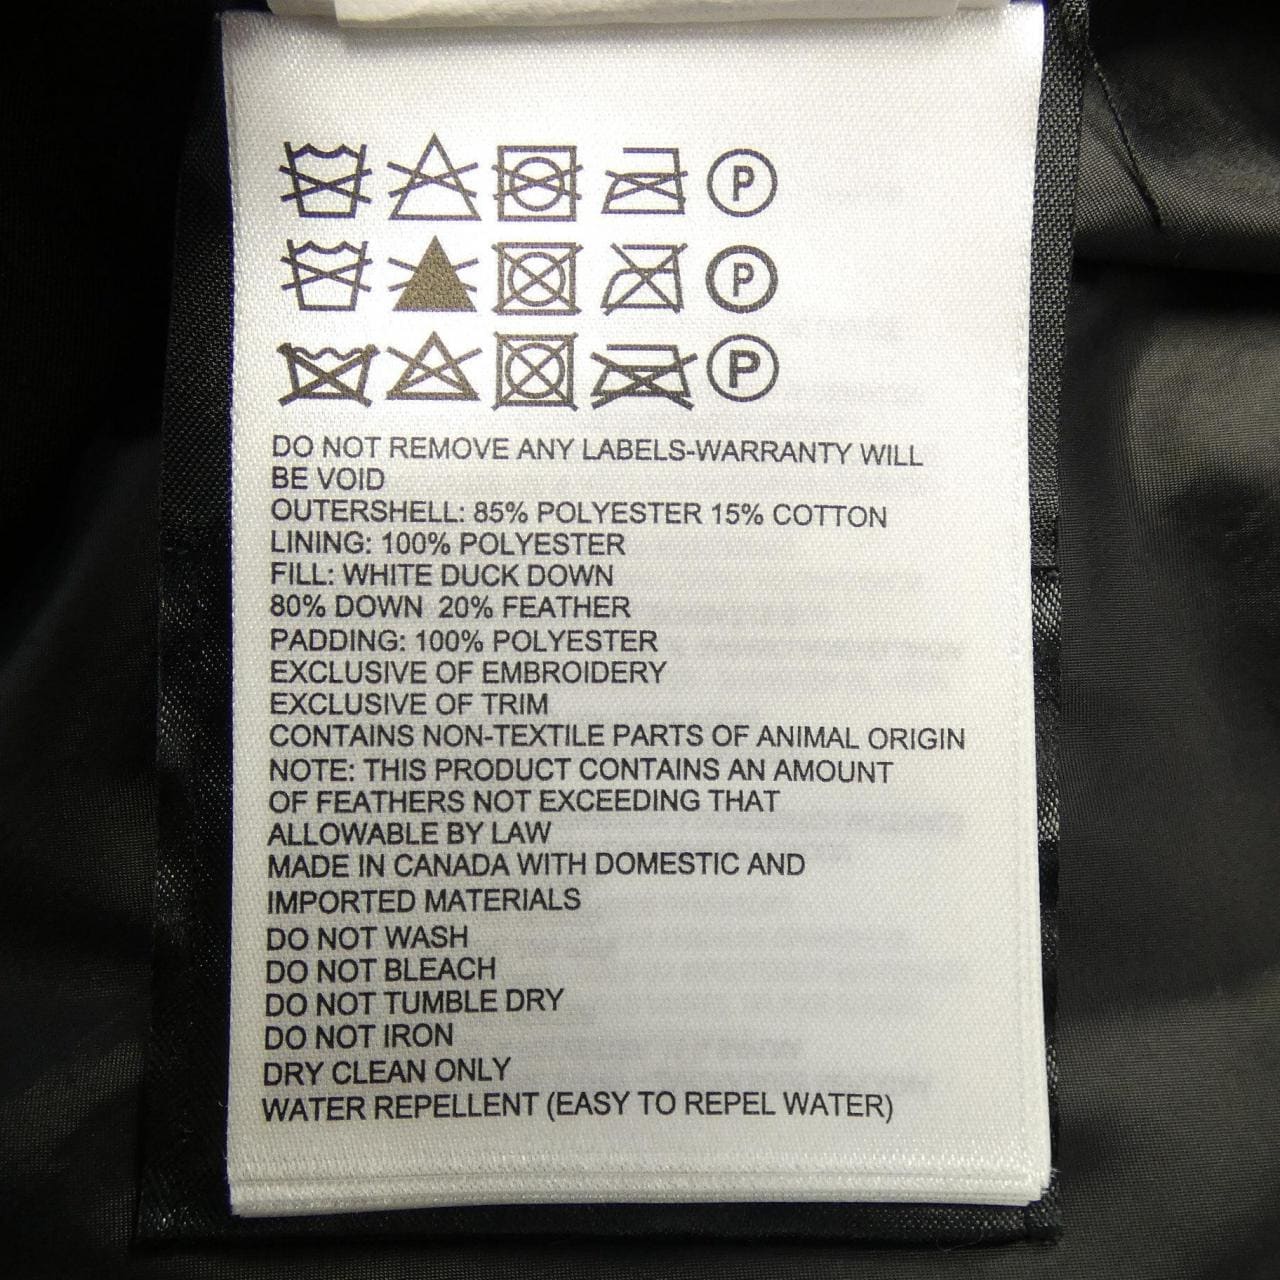 P
P
P
DO NOT REMOVE ANY LABELS-WARRANTY WILL
BE VOID
OUTERSHELL: 85% POLYESTER 15% COTTON
LINING: 100% POLYESTER
FILL: WHITE DUCK DOWN
80% DOWN 20% FEATHER
PADDING: 100% POLYESTER
EXCLUSIVE OF EMBROIDERY
EXCLUSIVE OF TRIM
CONTAINS NON-TEXTILE PARTS OF ANIMAL ORIGIN
NOTE: THIS PRODUCT CONTAINS AN AMOUNT
OF FEATHERS NOT EXCEEDING THAT
ALLOWABLE BY LAW
MADE IN CANADA WITH DOMESTIC AND
IMPORTED MATERIALS
DO NOT WASH
DO NOT BLEACH
DO NOT TUMBLE DRY
DO NOT IRON
DRY CLEAN ONLY
WATER REPELLENT (EASY TO REPEL WATER)